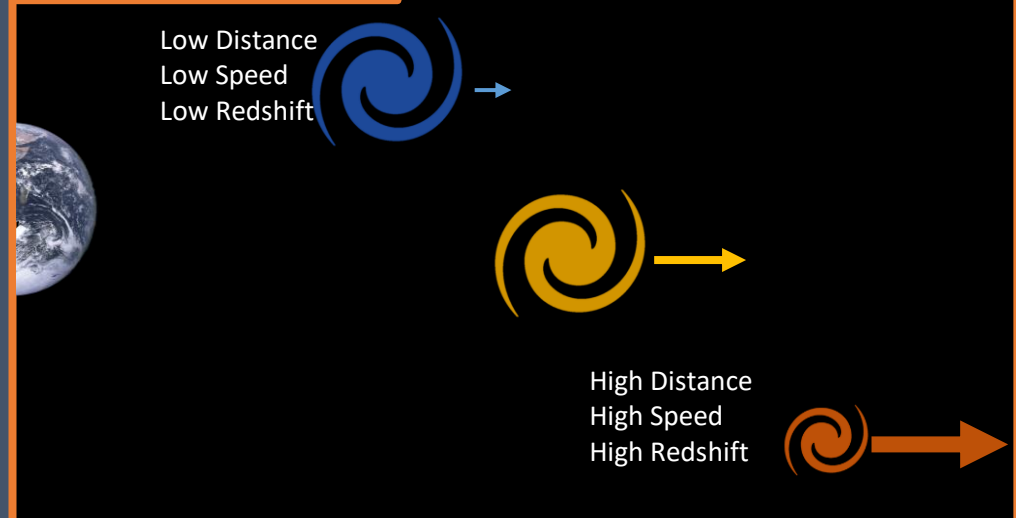 Low Distance
Low Speed
Low Redshift
High Distance
High Speed
High Redshift